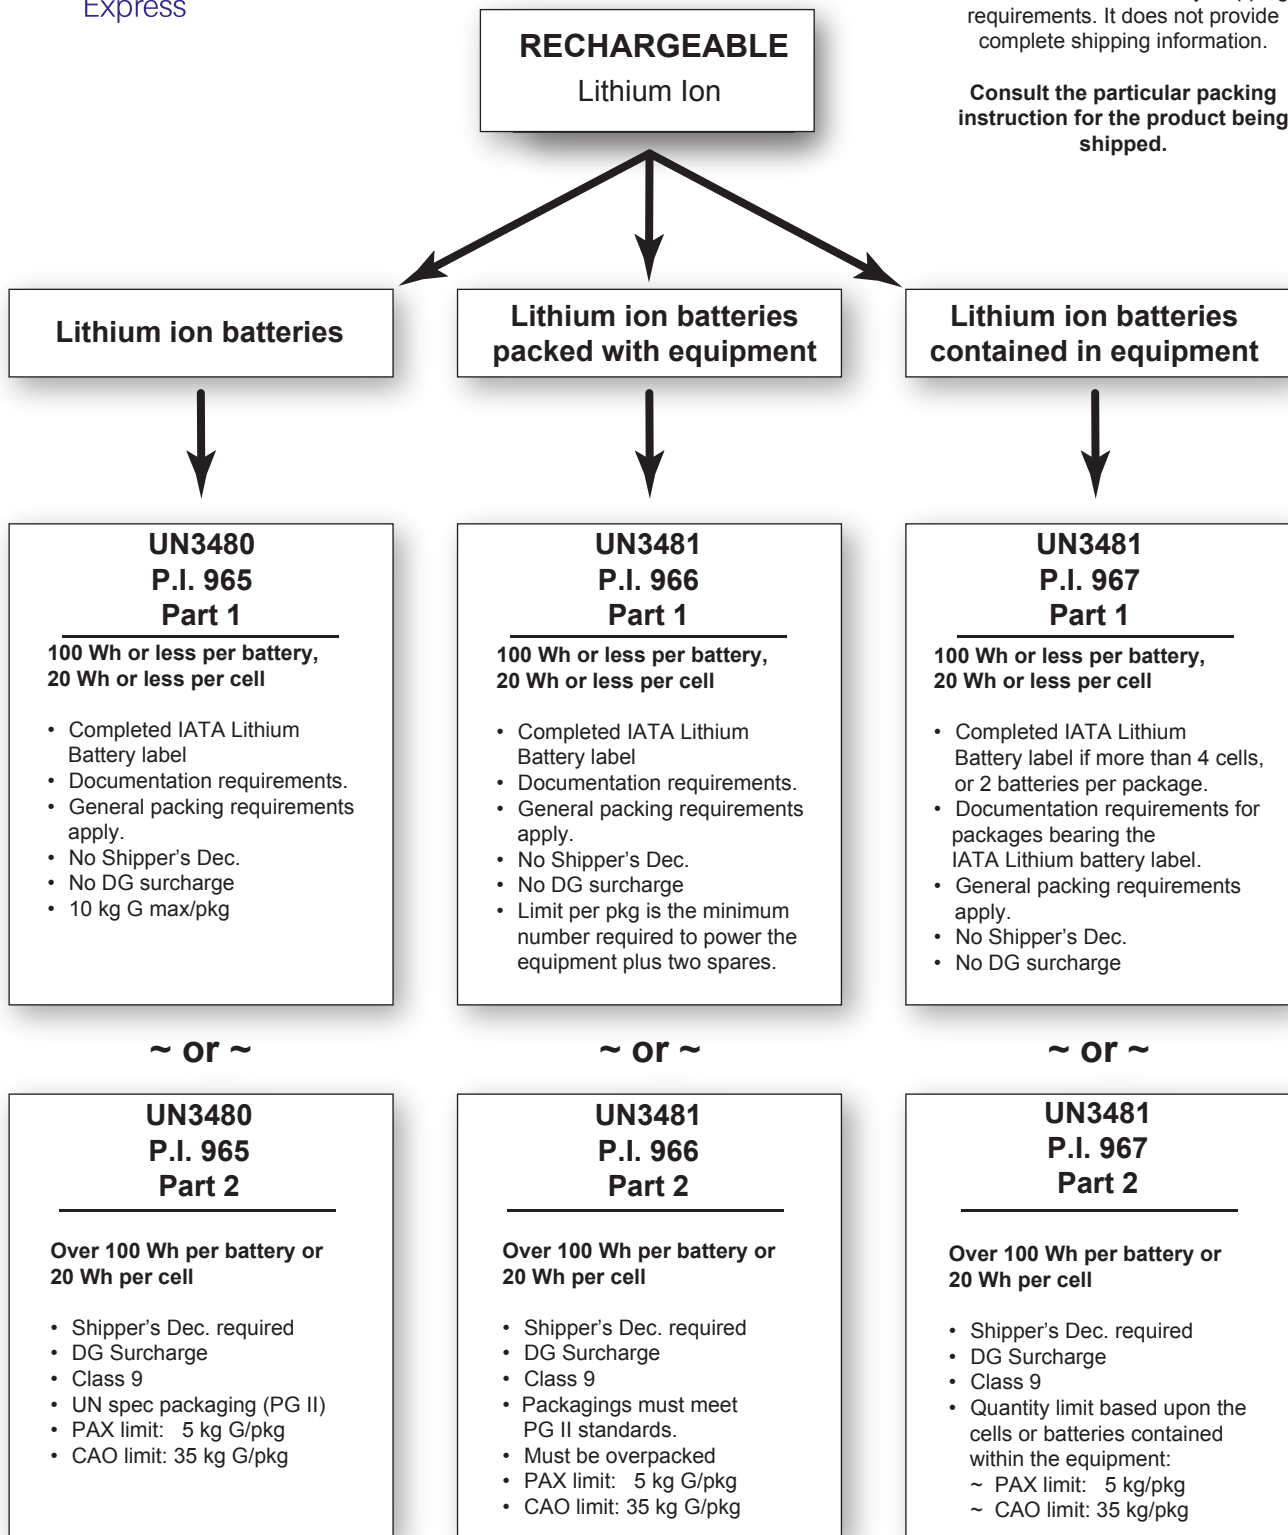 Express
requirements. It does not provide
complete shipping information.
Consult the particular packing
instruction for the product being
shipped.
RECHARGEABLE
Lithium Ion
Lithium ion batteries
Lithium ion batteries
packed with equipment
Lithium ion batteries
contained in equipment
UN3480
P.I. 965
Part 1
100 Wh or less per battery,
20 Wh or less per cell
• Completed IATA Lithium
Battery label
• Documentation requirements.
• General packing requirements
apply.
• No Shipper's Dec.
• No DG surcharge
• 10 kg G max/pkg
UN3481
P.I. 966
Part 1
100 Wh or less per battery,
20 Wh or less per cell
• Completed IATA Lithium
Battery label
• Documentation requirements.
• General packing requirements
apply.
• No Shipper's Dec.
• No DG surcharge
• Limit per pkg is the minimum
number required to power the
equipment plus two spares.
UN3481
P.I. 967
Part 1
100 Wh or less per battery,
20 Wh or less per cell
• Completed IATA Lithium
Battery label if more than 4 cells,
or 2 batteries per package.
• Documentation requirements for
packages bearing the
IATA Lithium battery label.
• General packing requirements
apply.
• No Shipper's Dec.
• No DG surcharge
~ or ~
~ or ~
~ or ~
UN3480
P.I. 965
Part 2
Over 100 Wh per battery or
20 Wh per cell
• Shipper's Dec. required
• DG Surcharge
• Class 9
• UN spec packaging (PG II)
• PAX limit: 5 kg G/pkg
• CAO limit: 35 kg G/pkg
UN3481
P.I. 966
Part 2
Over 100 Wh per battery or
20 Wh per cell
• Shipper's Dec. required
• DG Surcharge
• Class 9
• Packagings must meet
PG II standards.
• Must be overpacked
• PAX limit: 5 kg G/pkg
• CAO limit: 35 kg G/pkg
UN3481
P.I. 967
Part 2
Over 100 Wh per battery or
20 Wh per cell
• Shipper's Dec. required
• DG Surcharge
• Class 9
• Quantity limit based upon the
cells or batteries contained
within the equipment:
~ PAX limit: 5 kg/pkg
~ CAO limit: 35 kg/pkg